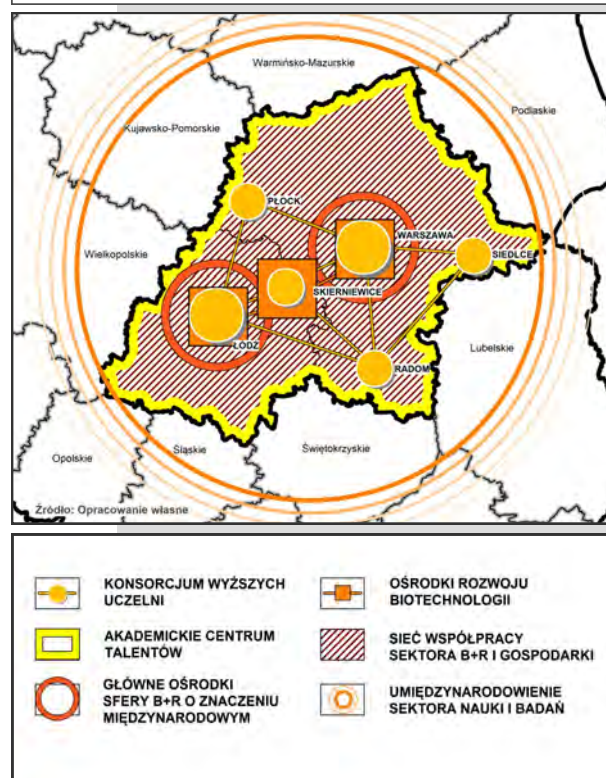 Warmińsko-Mazurskie
Podlaskie
Kujawsko-Pomorskie
PŁOCK
WARSZAWA
Wielkopolskie
SIEDLCE
SKIERNIEWICE
ŁÓDŹ
Lubelskie
RADOM
Opolskie
Śląskie
Świętokrzyskie
Źródło: Opracowanie własne
KONSORCJUM WYŻSZYCH
UCZELNI
AKADEMICKIE CENTRUM
TALENTÓW
GŁÓWNE OŚRODKI
SFERY B+R O ZNACZENIU
MIĘDZYNARODOWYM
OŚRODKI ROZWOJU
BIOTECHNOLOGII
SIEĆ WSPÓŁPRACY
SEKTORA B+R I GOSPODARKI
UMIĘDZYNARODOWIENIE
SEKTORA NAUKI I BADAŃ